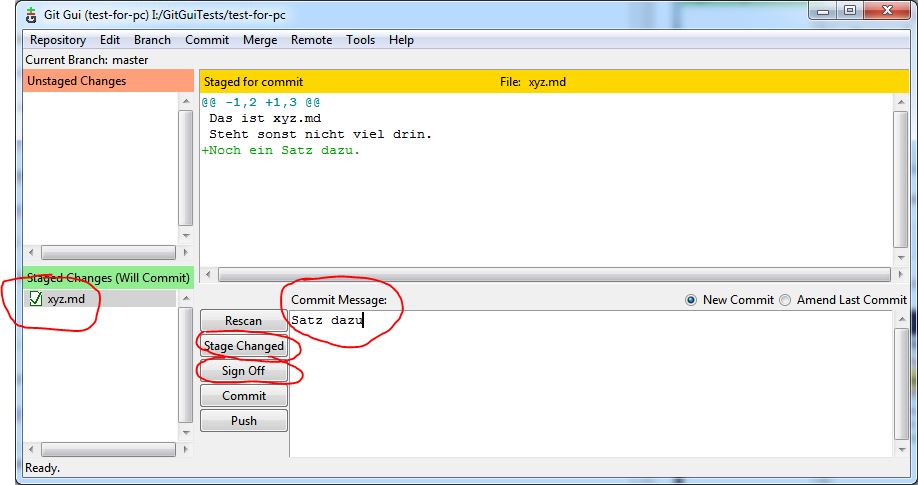 Git Gui (test-for-pc) I:/GitGuiTests/test-for-pc
Repository Edit Branch Commit Merge Remote Tools Help
Current Branch: master
Unstaged Changes
Staged for commit File: xyz.md
@@ -1,2 +1,3 @@
Das ist xyz.md
Steht sonst nicht viel drin.
+Noch ein Satz dazu.
Staged Changes (Will Commit)
xyz.md
Commit Message: New Commit Amend Last Commit
Satz dazu
Rescan
Stage Changed
Sign Off
Commit
Push
Ready.